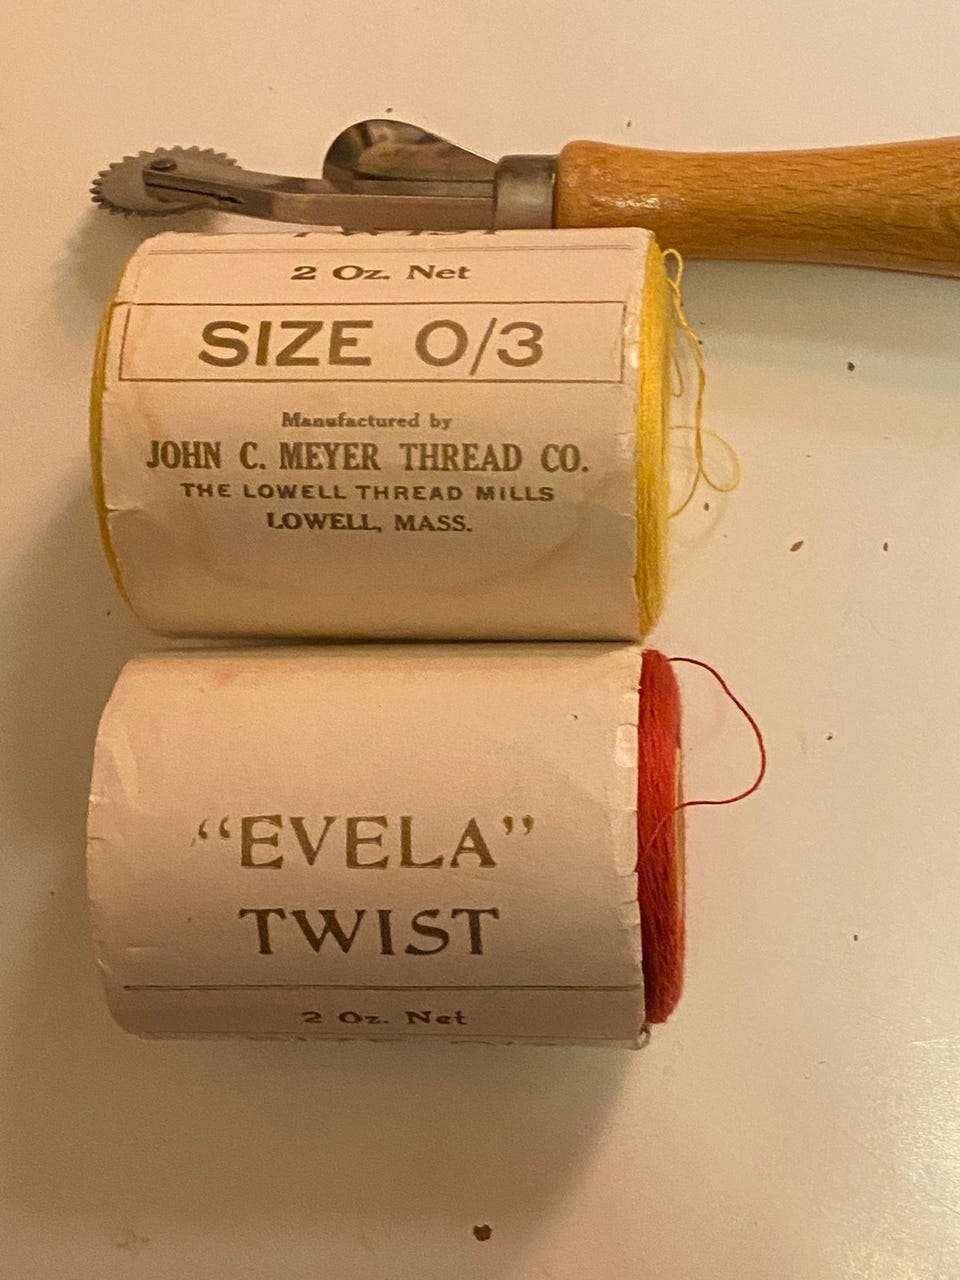 TWIST
2 Oz. Net
SIZE O/3
Manufactured by
JOHN C. MEYER THREAD CO.
THE LOWELL THREAD MILLS
LOWELL, MASS.
“EVELA”
TWIST
2 Oz. Net